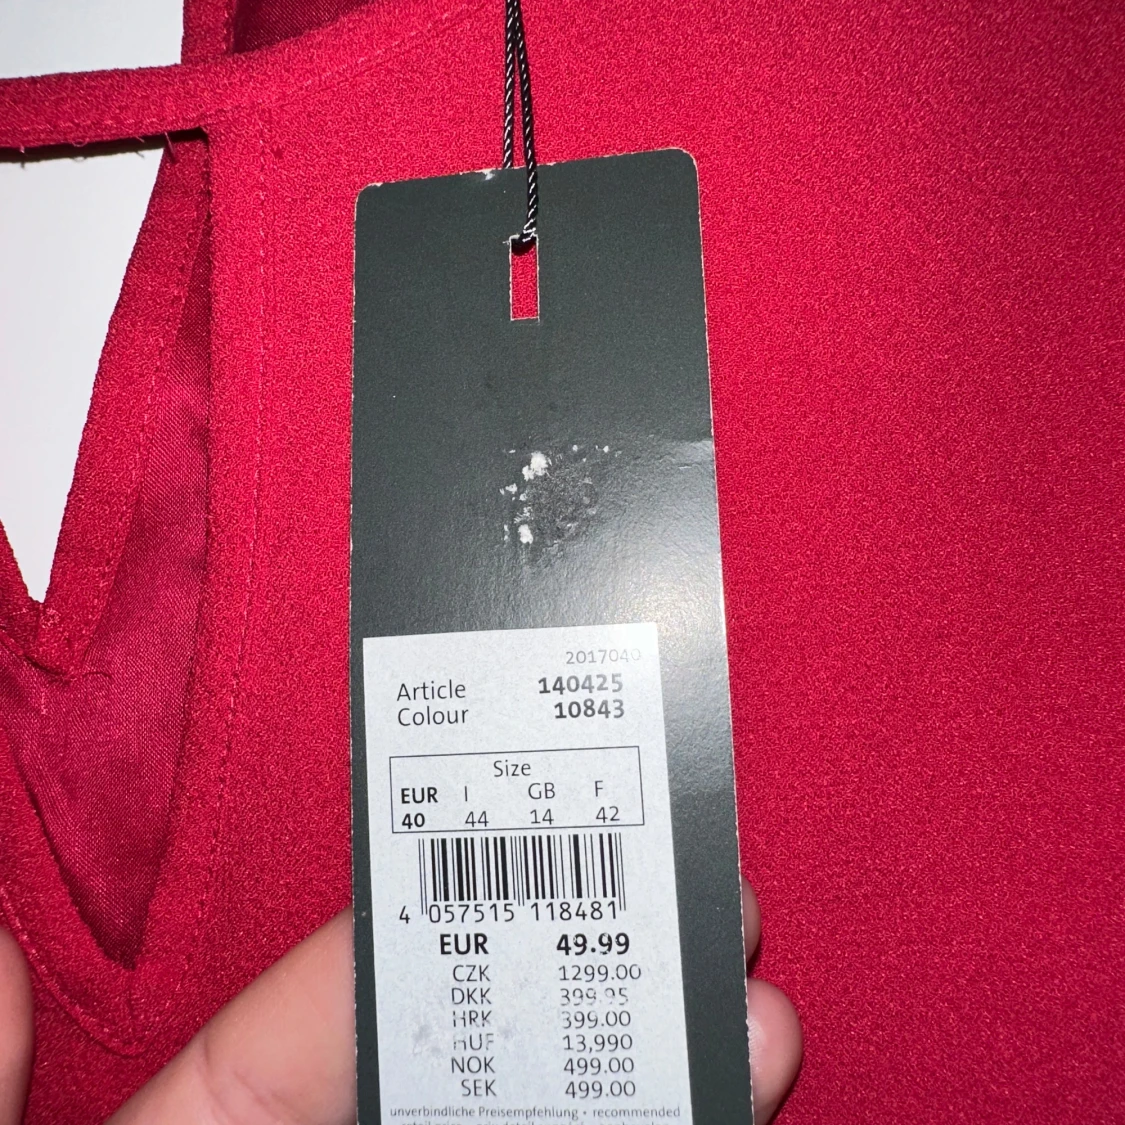 2017040
Article 140425
Colour 10843
Size
EUR I GB F
40 44 14 42
4 057515 118481
EUR 49.99
CZK 1299.00
DKK 399.95
HRK 399.00
HUF 13,990
NOK 499.00
SEK 499.00
unverbindliche Preisempfehlung • recommended